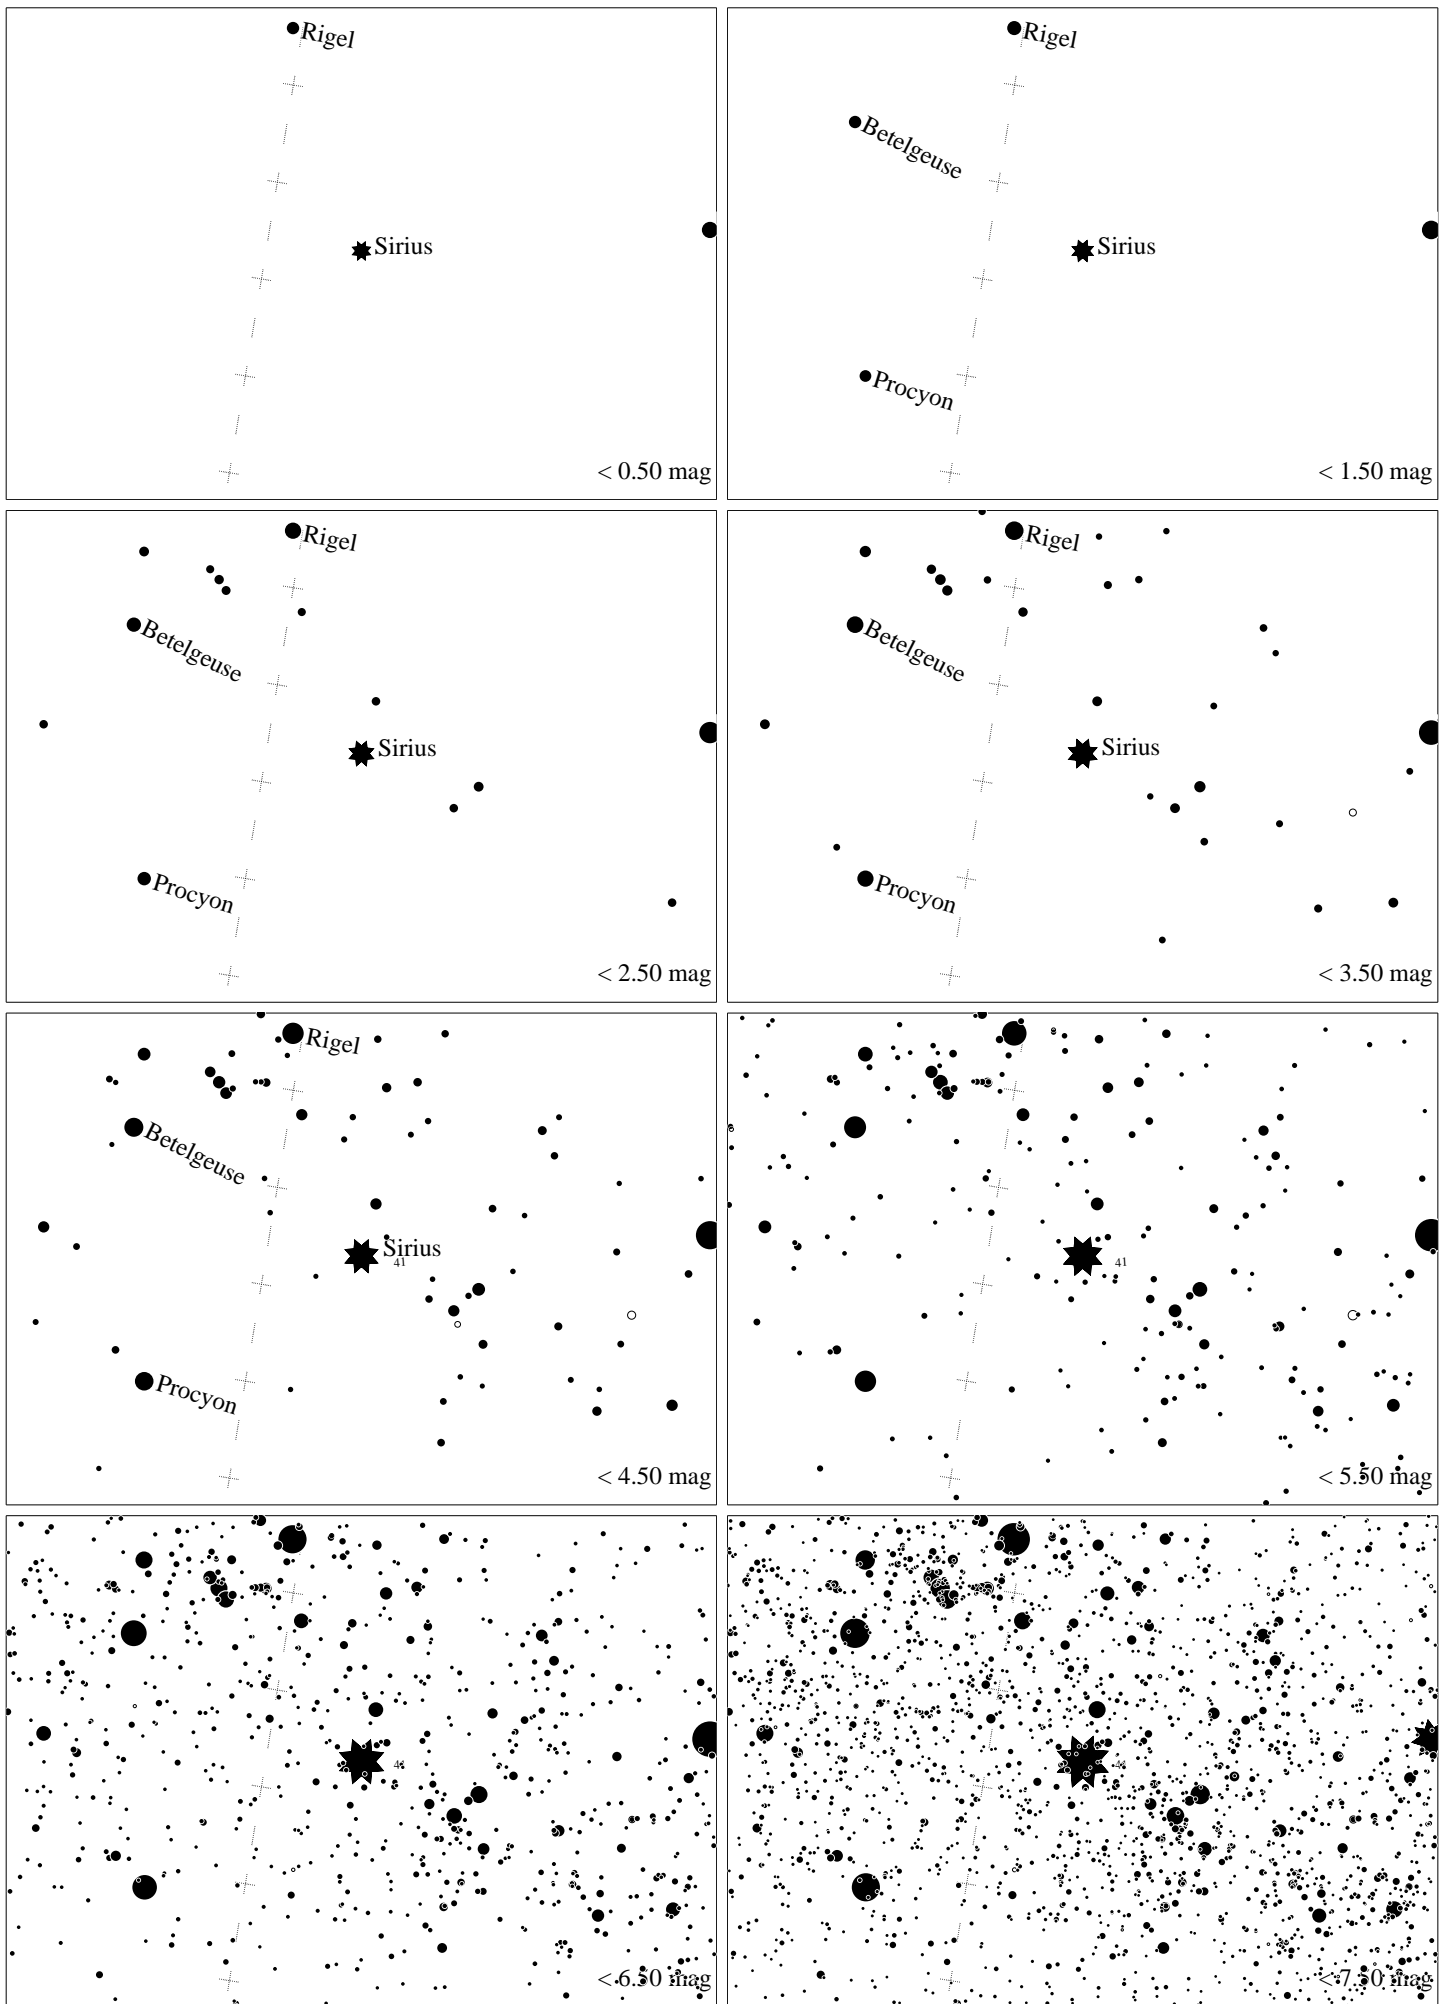 Rigel
Sirius
< 0.50 mag
Rigel
Betelgeuse
Sirius
Procyon
< 1.50 mag
Rigel
Betelgeuse
Sirius
Procyon
< 2.50 mag
Rigel
Betelgeuse
Sirius
Procyon
< 3.50 mag
Rigel
Betelgeuse
Sirius
41
Procyon
< 4.50 mag
41
< 5.50 mag
< 6.50 mag
< 7.50 mag